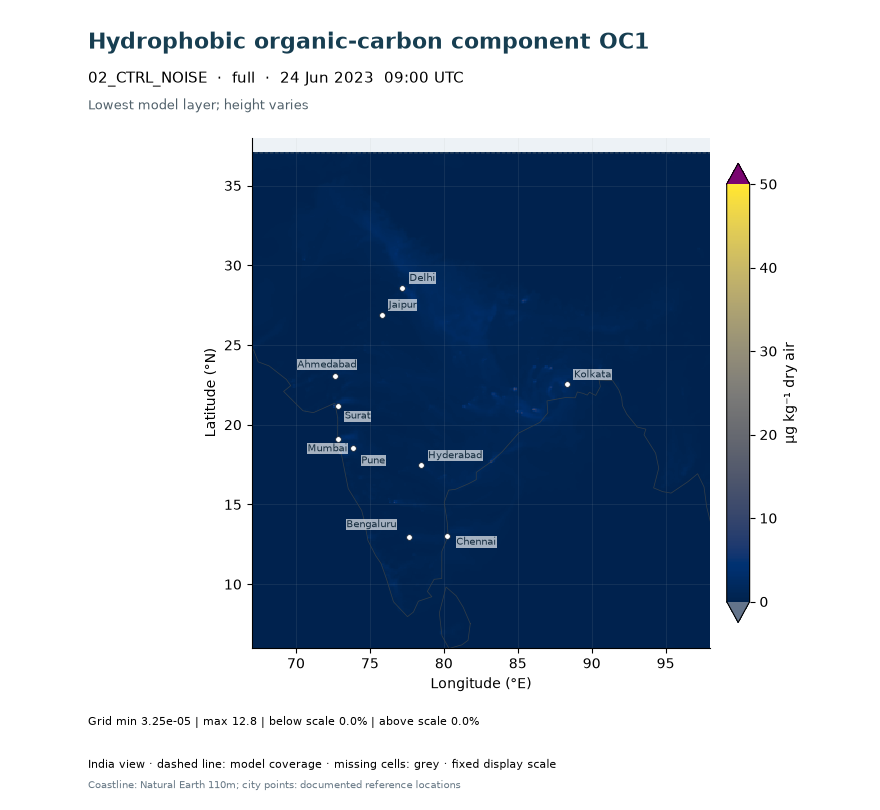 Hydrophobic organic-carbon component OC1
02_CTRL_NOISE · full · 24 Jun 2023 09:00 UTC
Lowest model layer; height varies
35
30
25
20
15
10
Latitude (°N)
Delhi
Jaipur
Ahmedabad
Kolkata
Surat
Mumbai
Pune
Hyderabad
Bengaluru
Chennai
70 75 80 85 90 95
Longitude (°E)
50
40
30
20
10
0
µg kg⁻¹ dry air
Grid min 3.25e-05 | max 12.8 | below scale 0.0% | above scale 0.0%
India view · dashed line: model coverage · missing cells: grey · fixed display scale
Coastline: Natural Earth 110m; city points: documented reference locations